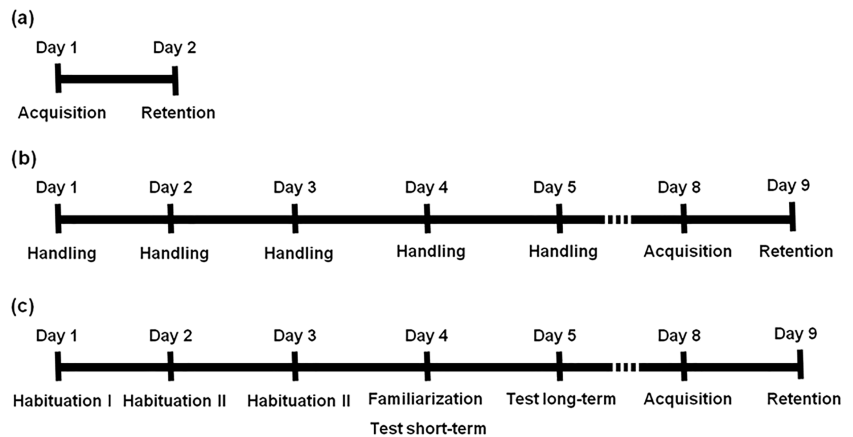 (a)
Day 1 Day 2
Acquisition Retention
(b)
Day 1 Day 2 Day 3 Day 4 Day 5 Day 8 Day 9
Handling Handling Handling Handling Handling Acquisition Retention
(c)
Day 1 Day 2 Day 3 Day 4 Day 5 Day 8 Day 9
Habituation I Habituation II Habituation II Familiarization Test long-term Acquisition Retention
Test short-term